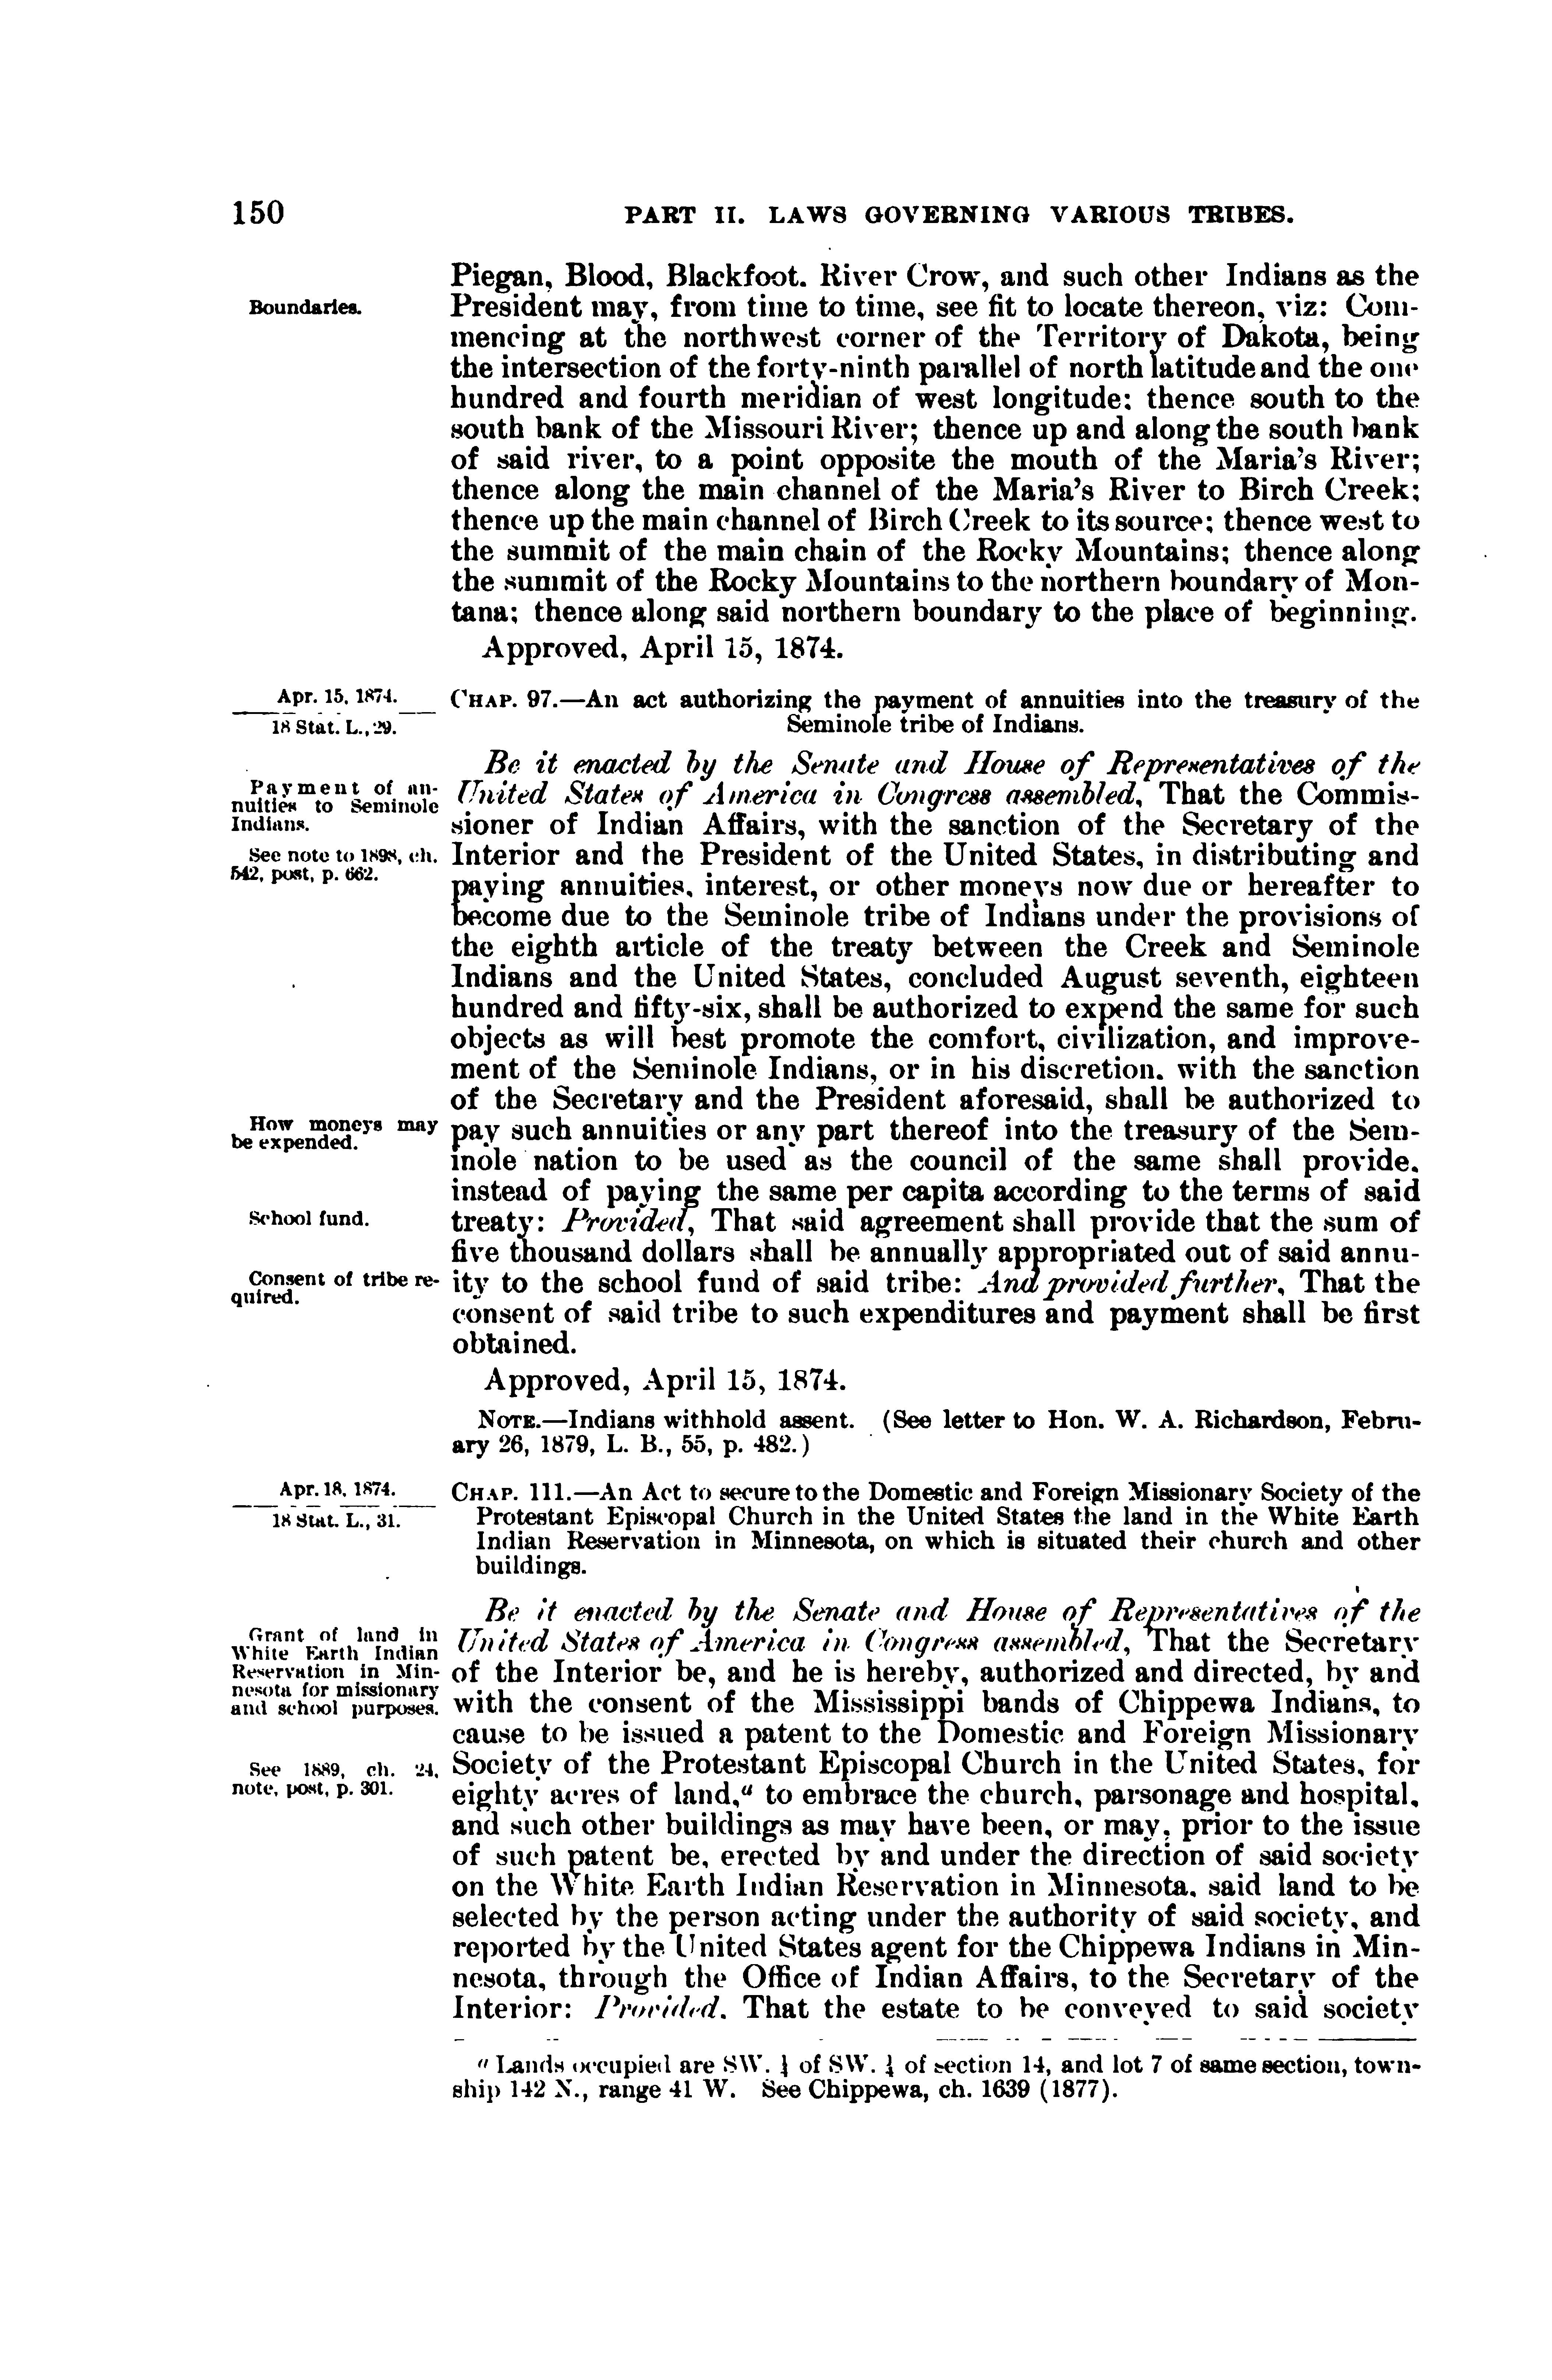 150 PART II. LAWS GOVERNING VARIOUS TRIBES.
Piegan, Blood, Blackfoot. River Crow, and such other Indians as the
Boundaries.
President may, from time to time, see fit to locate thereon, viz: Com-
mencing at the northwest corner of the Territory of Dakota, being
the intersection of the forty-ninth parallel of north latitude and the one
hundred and fourth meridian of west longitude: thence south to the
south bank of the Missouri River; thence up and along the south bank
of said river, to a point opposite the mouth of the Maria's River;
thence along the main channel of the Maria's River to Birch Creek;
thence up the main channel of Birch Creek to its source; thence west to
the summit of the main chain of the Rocky Mountains; thence along
the summit of the Rocky Mountains to the northern boundary of Mon-
tana; thence along said northern boundary to the place of beginning.
Approved, April 15, 1874.
Apr. 15, 1874.
18 Stat. L., 29.
CHAP. 97.—An act authorizing the payment of annuities into the treasury of the
Seminole tribe of Indians.
Be it enacted by the Senate and House of Representatives of the
Payment of an-
nuities to Seminole
Indians.
United States of America in Congress assembled, That the Commis-
sioner of Indian Affairs, with the sanction of the Secretary of the
See note to 1898, ch.
542, post, p. 662.
Interior and the President of the United States, in distributing and
paying annuities, interest, or other moneys now due or hereafter to
become due to the Seminole tribe of Indians under the provisions of
the eighth article of the treaty between the Creek and Seminole
Indians and the United States, concluded August seventh, eighteen
hundred and fifty-six, shall be authorized to expend the same for such
objects as will best promote the comfort, civilization, and improve-
ment of the Seminole Indians, or in his discretion. with the sanction
of the Secretary and the President aforesaid, shall be authorized to
How moneys may
be expended.
pay such annuities or any part thereof into the treasury of the Sem-
inole nation to be used as the council of the same shall provide,
instead of paying the same per capita according to the terms of said
School fund.
treaty: Provided, That said agreement shall provide that the sum of
five thousand dollars shall be annually appropriated out of said annu-
Consent of tribe re-
quired.
ity to the school fund of said tribe: And provided further, That the
consent of said tribe to such expenditures and payment shall be first
obtained.
Approved, April 15, 1874.
NOTE.—Indians withhold assent. (See letter to Hon. W. A. Richardson, Febru-
ary 26, 1879, L. B., 55, p. 482.)
Apr. 18, 1874.
18 Stat. L., 31.
CHAP. 111.—An Act to secure to the Domestic and Foreign Missionary Society of the
Protestant Episcopal Church in the United States the land in the White Earth
Indian Reservation in Minnesota, on which is situated their church and other
buildings.
Be it enacted by the Senate and House of Representatives of the
Grant of land in
White Earth Indian
Reservation in Min-
nesota for missionary
and school purposes.
United States of America in Congress assembled, That the Secretary
of the Interior be, and he is hereby, authorized and directed, by and
with the consent of the Mississippi bands of Chippewa Indians, to
cause to be issued a patent to the Domestic and Foreign Missionary
See 1889, ch. 24,
note, post, p. 301.
Society of the Protestant Episcopal Church in the United States, for
eighty acres of land,a to embrace the church, parsonage and hospital,
and such other buildings as may have been, or may, prior to the issue
of such patent be, erected by and under the direction of said society
on the White Earth Indian Reservation in Minnesota, said land to be
selected by the person acting under the authority of said society, and
reported by the United States agent for the Chippewa Indians in Min-
nesota, through the Office of Indian Affairs, to the Secretary of the
Interior: Provided, That the estate to be conveyed to said society
a Lands occupied are SW. ¼ of SW. ¼ of section 14, and lot 7 of same section, town-
ship 142 N., range 41 W. See Chippewa, ch. 1639 (1877).